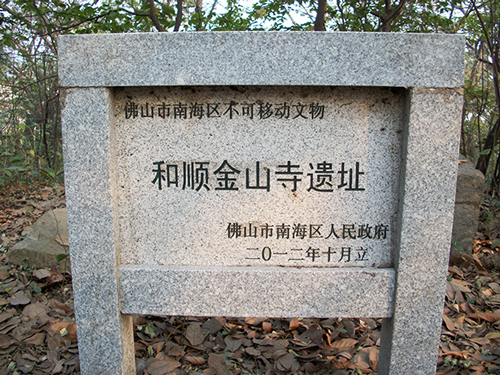 佛山市南海区不可移动文物
和顺金山寺遗址
佛山市南海区人民政府
二〇一二年十月立